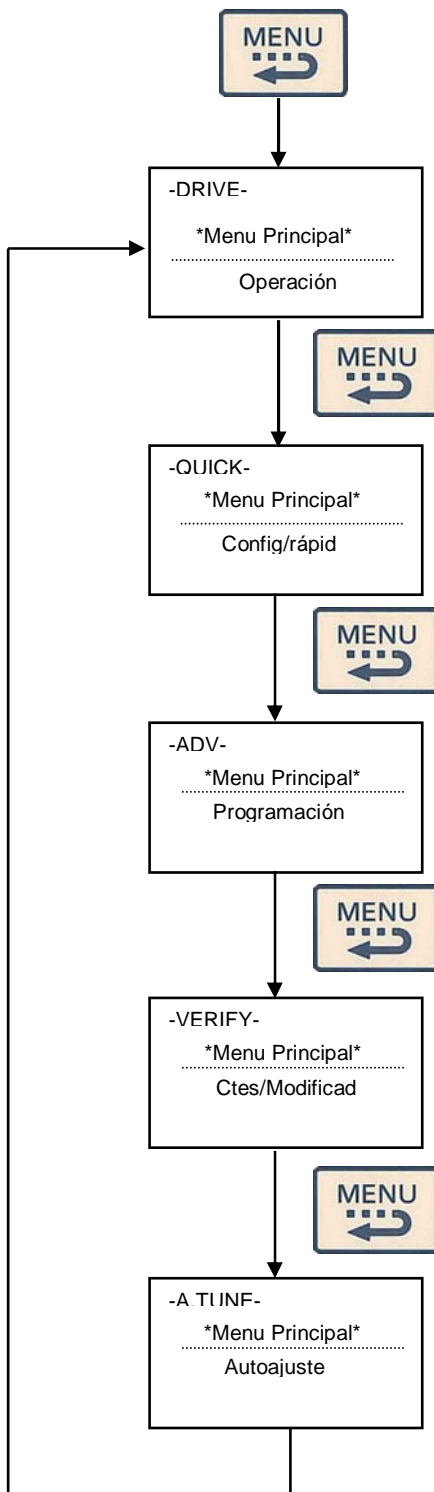 MENU
-DRIVE-
*Menu Principal*
Operación
MENU
-QUICK-
*Menu Principal*
Config/rápid
MENU
-ADV-
*Menu Principal*
Programación
MENU
-VERIFY-
*Menu Principal*
Ctes/Modificad
MENU
-A.TUNE-
*Menu Principal*
Autoajuste